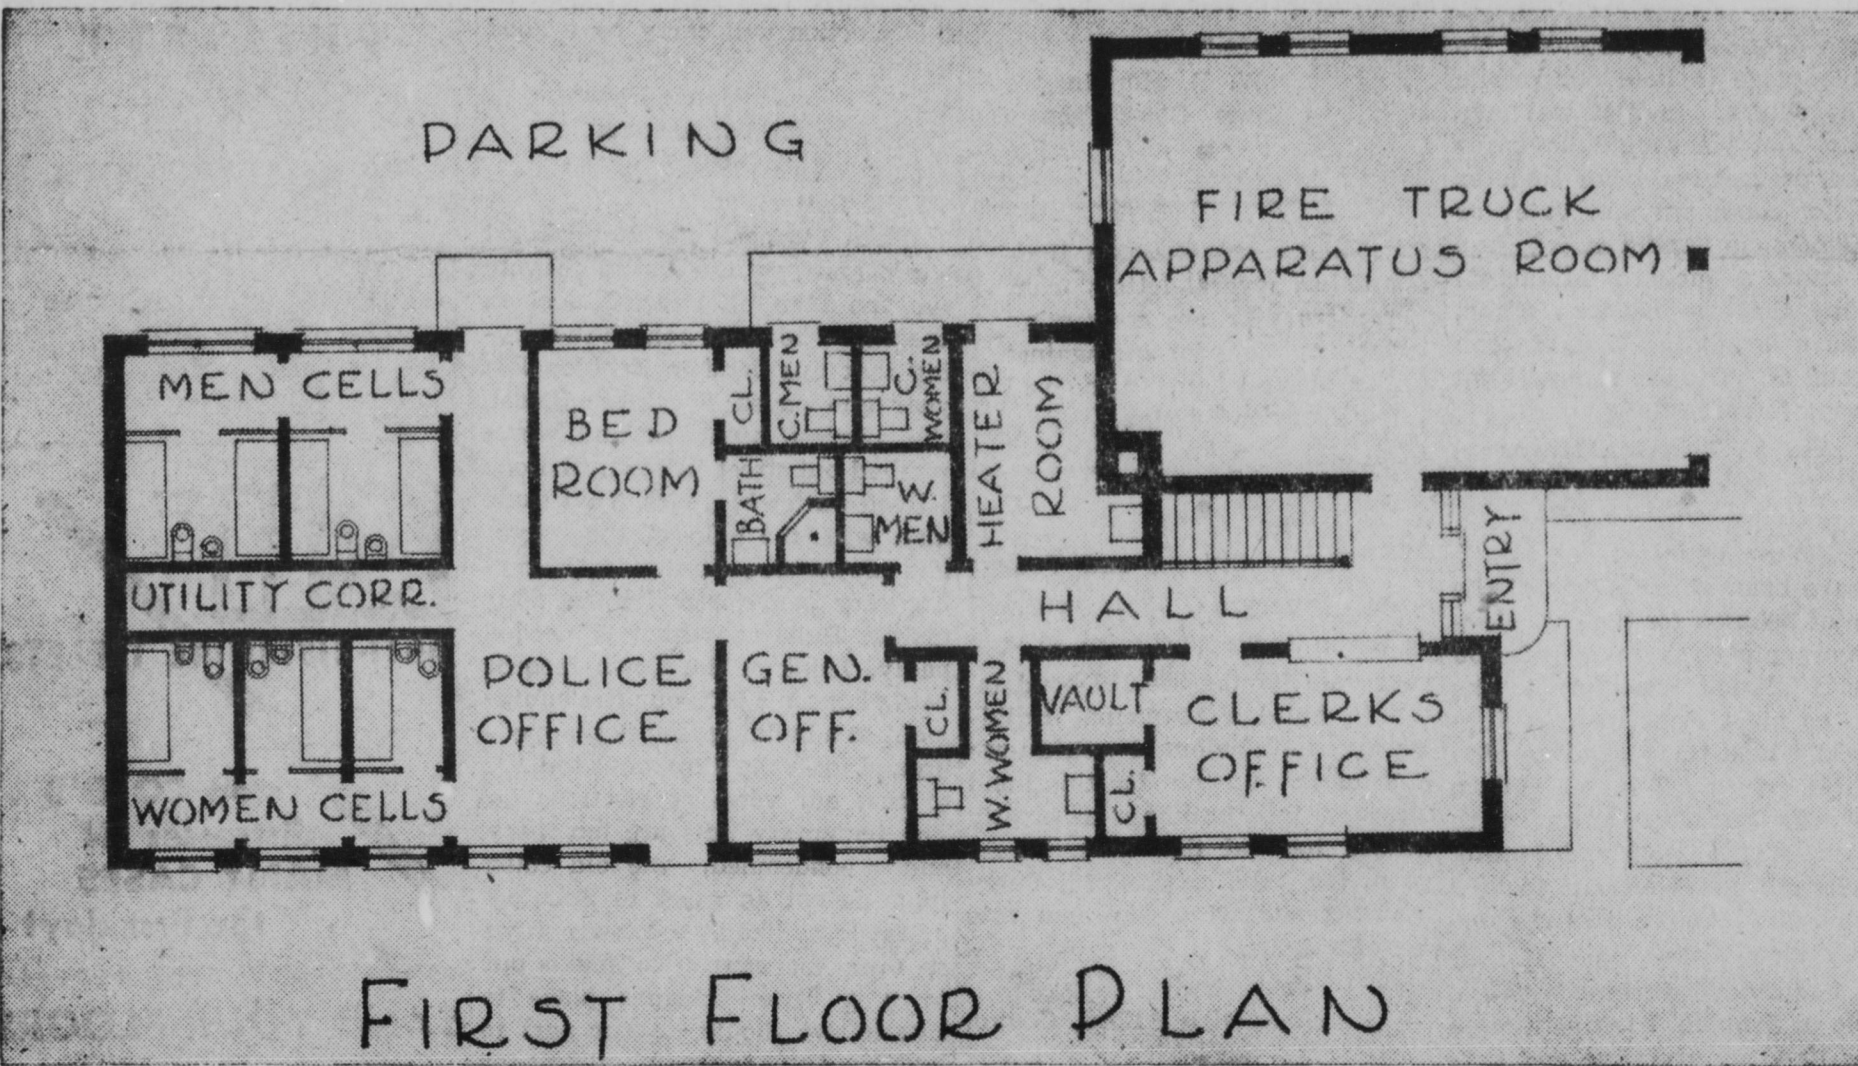 PARKING
FIRE TRUCK
APPARATUS ROOM
MEN CELLS
BED
ROOM
CL.
C. MEN
C.
WOMEN
HEATER
ROOM
BATH
W.
MEN
UTILITY CORR.
HALL
ENTRY
POLICE
OFFICE
GEN.
OFF.
CL.
W. WOMEN
VAULT
CLERKS
OFFICE
CL.
WOMEN CELLS
FIRST FLOOR PLAN